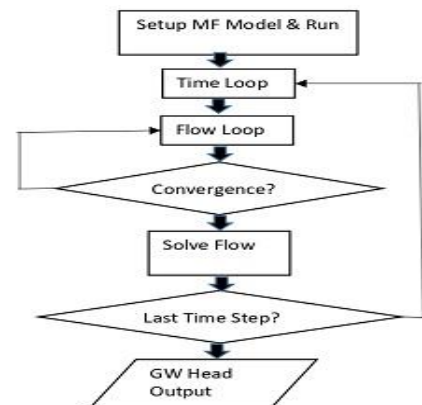 Setup MF Model & Run
Time Loop
Flow Loop
Convergence?
Solve Flow
Last Time Step?
GW Head
Output